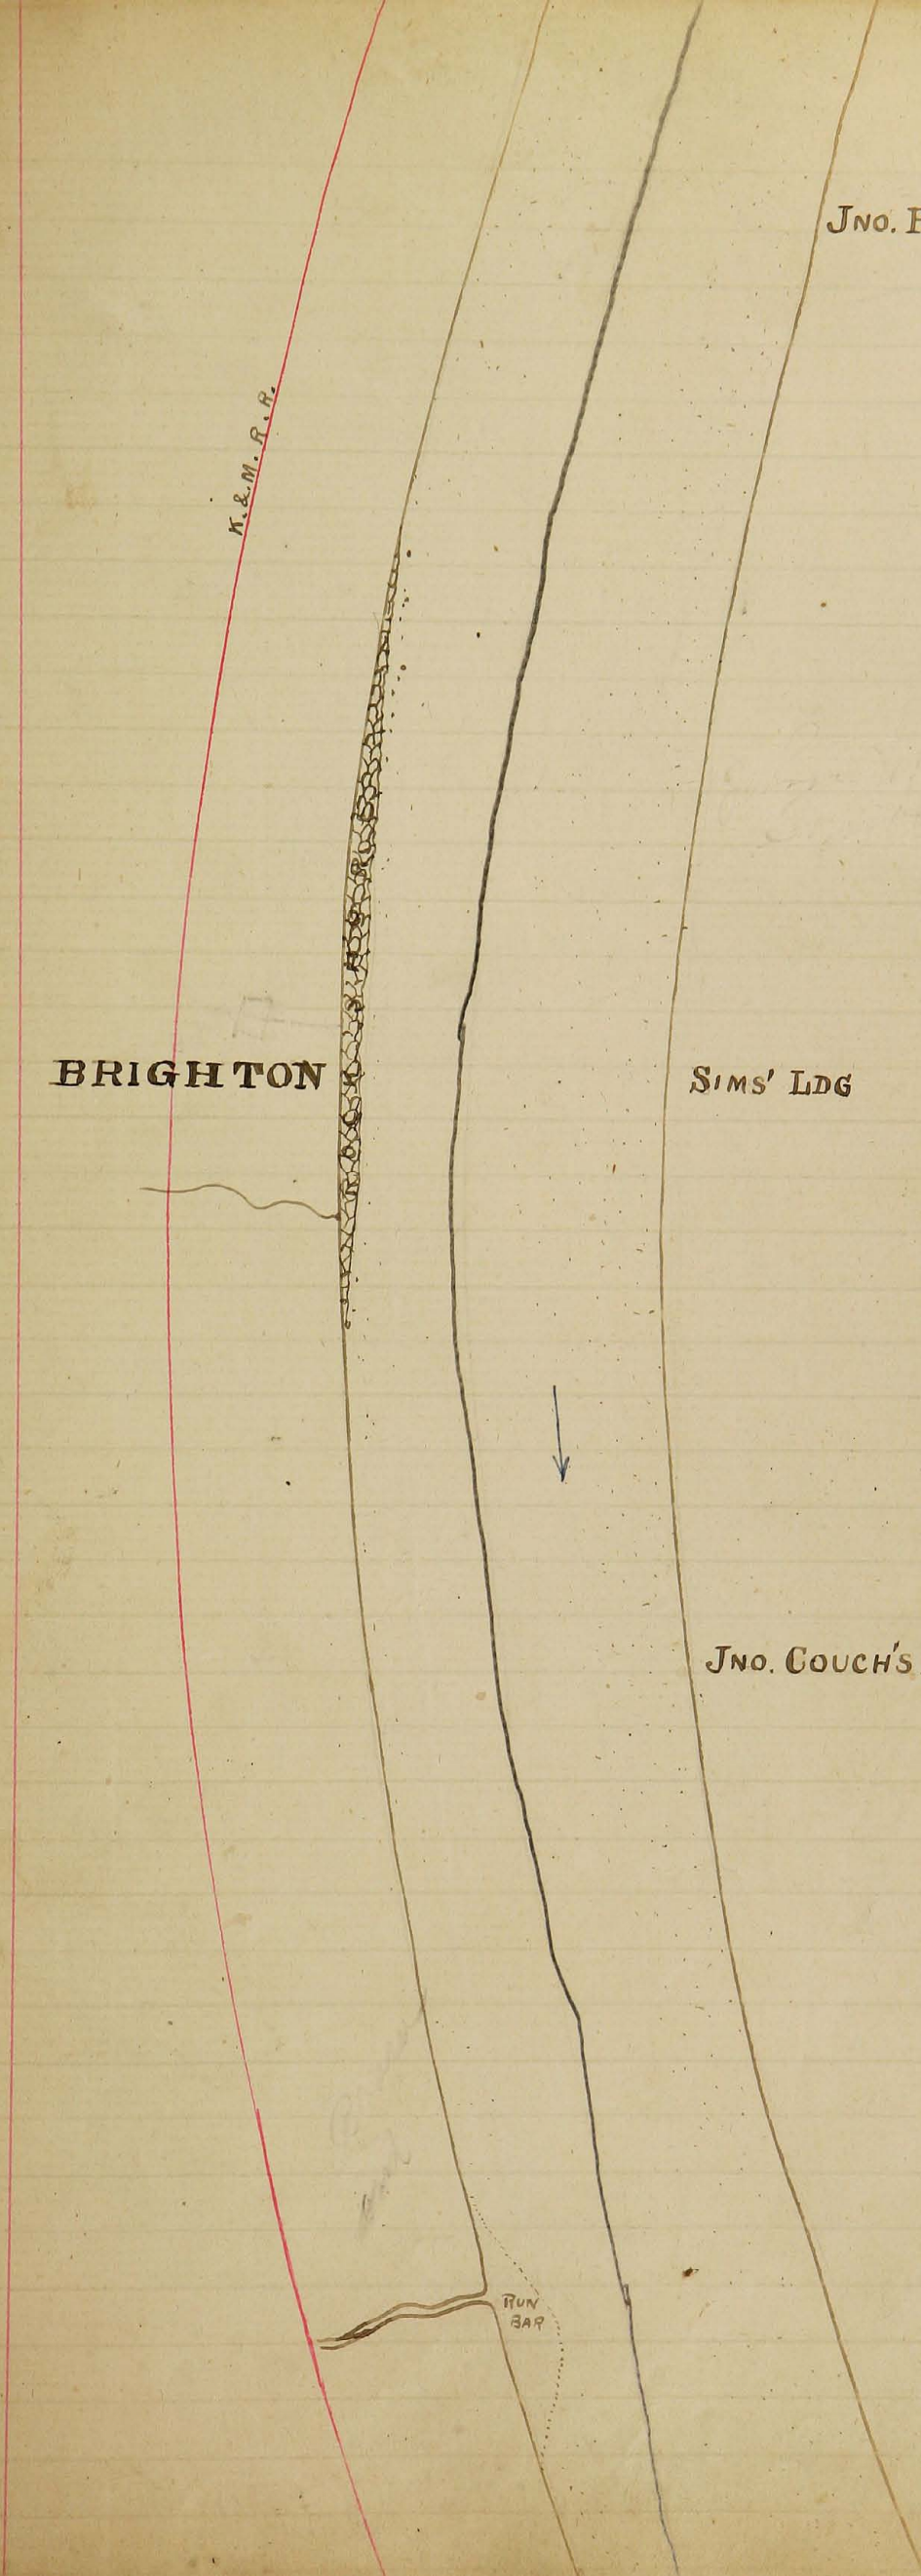 JNO.
K. & M. R. R.
BRIGHTON
SIMS' LDG
JNO. COUCH'S
RUN
BAR